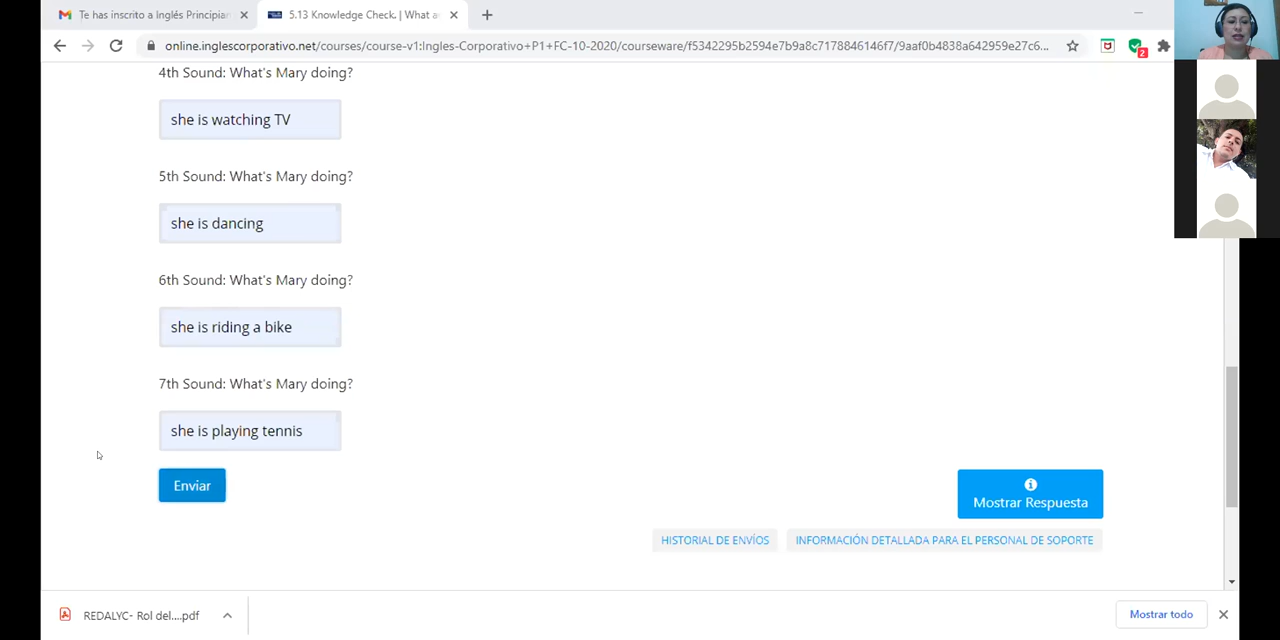 Te has inscrito a Inglés Principian
5.13 Knowledge Check. | What a
online.inglescorporativo.net/courses/course-v1:Ingles-Corporativo+P1+FC-10-2020/courseware/f5342295b2594e7b9a8c7178846146f7/9aaf0b4838a642959e27c6...
2
4th Sound: What's Mary doing?
she is watching TV
5th Sound: What's Mary doing?
she is dancing
6th Sound: What's Mary doing?
she is riding a bike
7th Sound: What's Mary doing?
she is playing tennis
Enviar
Mostrar Respuesta
HISTORIAL DE ENVÍOS
INFORMACIÓN DETALLADA PARA EL PERSONAL DE SOPORTE
REDALYC- Rol del....pdf
Mostrar todo